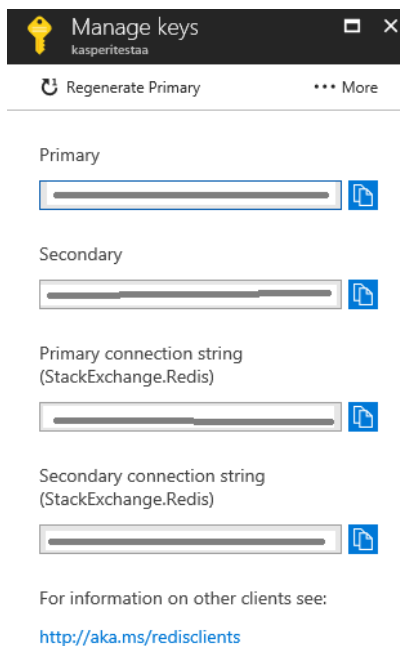 Manage keys
kasperitestaa
Regenerate Primary
More
Primary
Secondary
Primary connection string
(StackExchange.Redis)
Secondary connection string
(StackExchange.Redis)
For information on other clients see:
http://aka.ms/redisclients